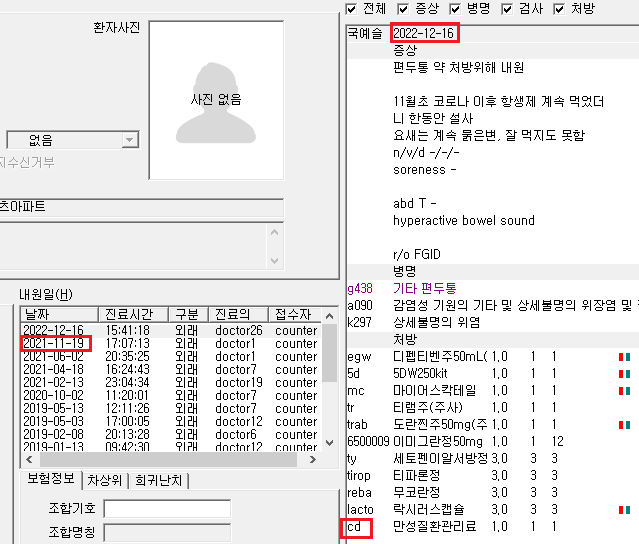 환자사진
사진 없음
없음
지수신거부
츠아파트
내원일(H)
날짜 진료시간 구분 진료의 접수자
2022-12-16 15:41:18 외래 doctor26 counter
2021-11-19 17:07:13 외래 doctor1 counter
2021-06-02 20:35:25 외래 doctor1 counter
2021-04-18 16:24:43 외래 doctor7 counter
2021-02-13 23:04:34 외래 doctor19 counter
2020-10-02 11:20:01 외래 doctor7 counter
2019-05-13 12:11:26 외래 doctor7 counter
2019-05-03 17:00:05 외래 doctor12 counter
2019-02-08 20:13:28 외래 doctor6 counter
2019-01-13 09:42:30 외래 doctor12 counter
보험정보 차상위 희귀난치
조합기호
조합명칭
전체 증상 병명 검사 처방
국예슬 2022-12-16
증상
편두통 약 처방위해 내원
11월초 코로나 이후 항생제 계속 먹었더
니 한동안 설사
요새는 계속 묽은변, 잘 먹지도 못함
n/v/d -/-/-
soreness -
abd T -
hyperactive bowel sound
r/o FGID
병명
g438 기타 편두통
a090 감염성 기원의 기타 및 상세불명의 위장염 및
k297 상세불명의 위염
처방
egw 디펩티벤주50mL( 1,0 1 1
5d 5DW250kit 1,0 1 1
mc 마이어스칵테일 1,0 1 1
tr 티램주(주사) 1,0 1 1
trab 도란찐주50mg(주 1,0 1 1
6500009 이미그란정50mg 1,0 1 12
ty 세토펜이알서방정 3,0 3 3
tirop 티파론정 3,0 3 3
reba 무코란정 3,0 3 3
lacto 락시러스캡슐 3,0 3 3
cd 만성질환관리료 1,0 1 1